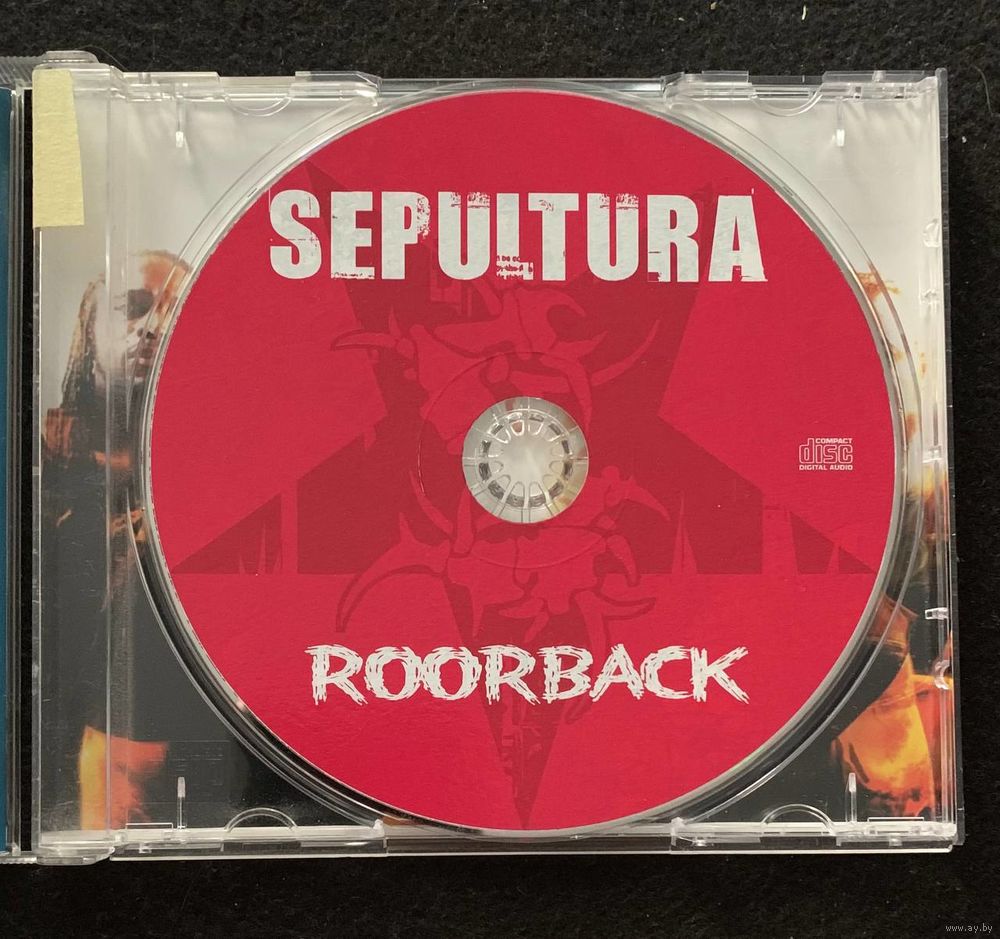 SEPULTURA
COMPACT
disc
DIGITAL AUDIO
ROORBACK
www.ay.by